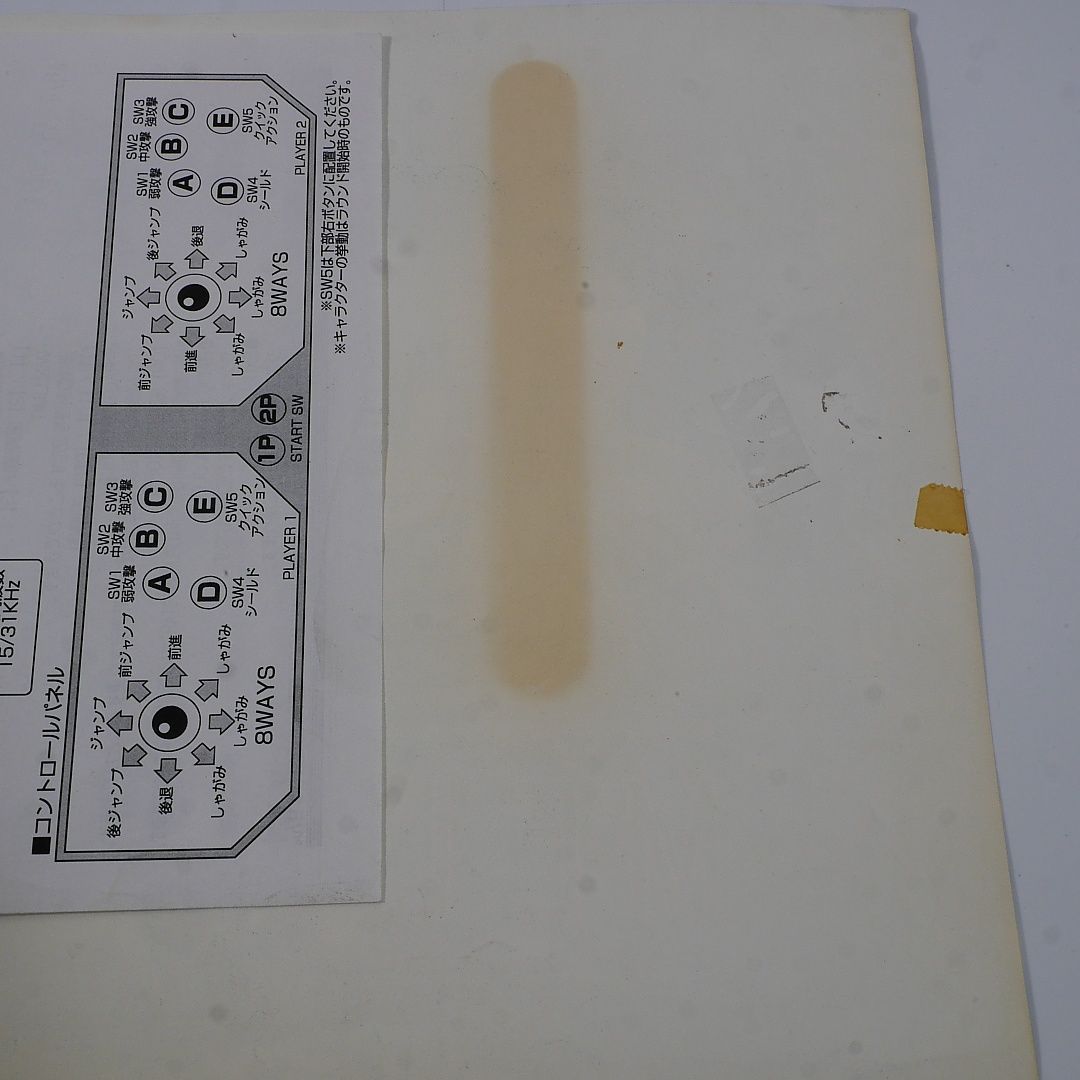 15/31KHz
■コントロールパネル
ジャンプ
後ジャンプ
前ジャンプ
後退
前進
しゃがみ
しゃがみ
しゃがみ
8WAYS
SW1
弱攻撃
SW2
中攻撃
SW3
強攻撃
A
B
C
D
E
SW4
シールド
SW5
クイック
アクション
PLAYER 1
1P 2P
START SW
ジャンプ
前ジャンプ
後ジャンプ
前進
後退
しゃがみ
しゃがみ
しゃがみ
8WAYS
SW1
弱攻撃
SW2
中攻撃
SW3
強攻撃
A
B
C
D
E
SW4
シールド
SW5
クイック
アクション
PLAYER 2
※SW5は下部右ボタンに配置してください。
※キャラクターの挙動はラウンド開始時のものです。